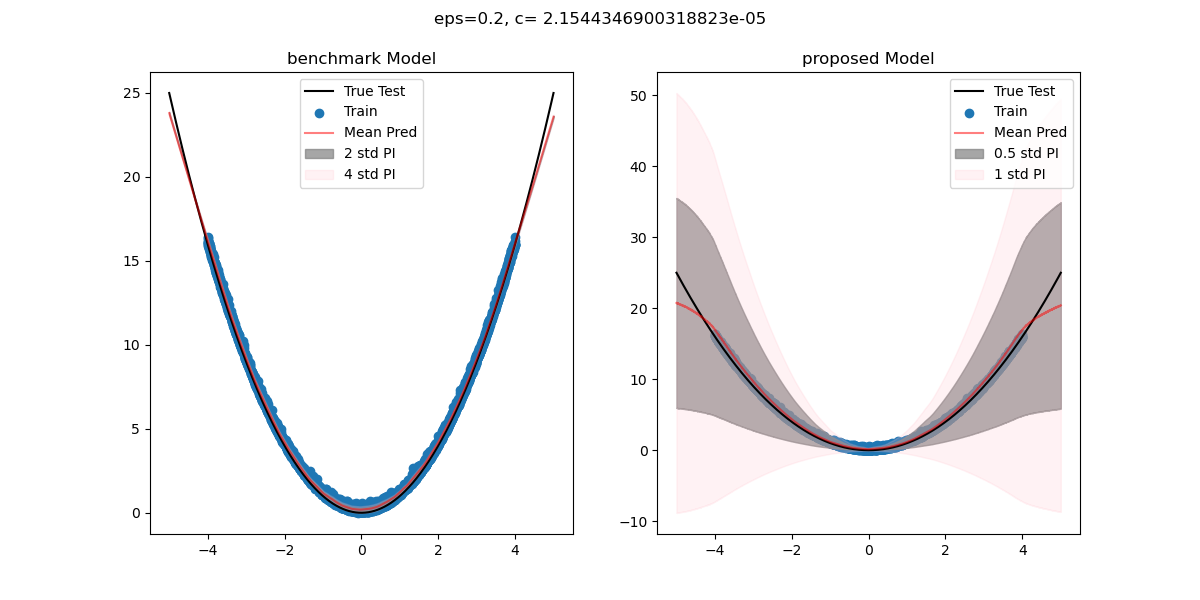 eps=0.2, c= 2.1544346900318823e-05
benchmark Model
True Test
Train
Mean Pred
2 std PI
4 std PI
25
20
15
10
5
0
−4
−2
0
2
4
proposed Model
True Test
Train
Mean Pred
0.5 std PI
1 std PI
50
40
30
20
10
0
−10
−4
−2
0
2
4